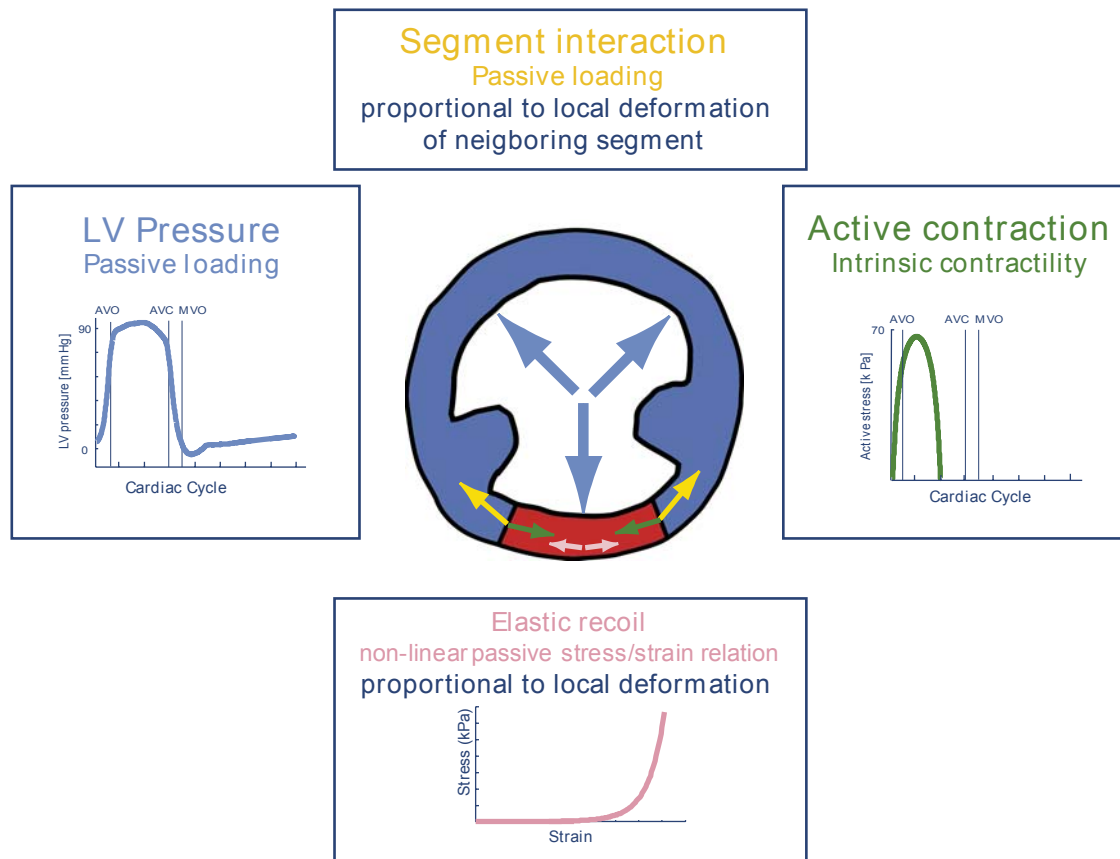 Segment interaction
Passive loading
proportional to local deformation
of neigboring segment
LV Pressure
Passive loading
AVO AVC MVO
90
LV pressure [mmHg]
0
Cardiac Cycle
Active contraction
Intrinsic contractility
AVO AVC MVO
70
Active stress [k Pa]
Cardiac Cycle
Elastic recoil
non-linear passive stress/strain relation
proportional to local deformation
Stress (kPa)
Strain